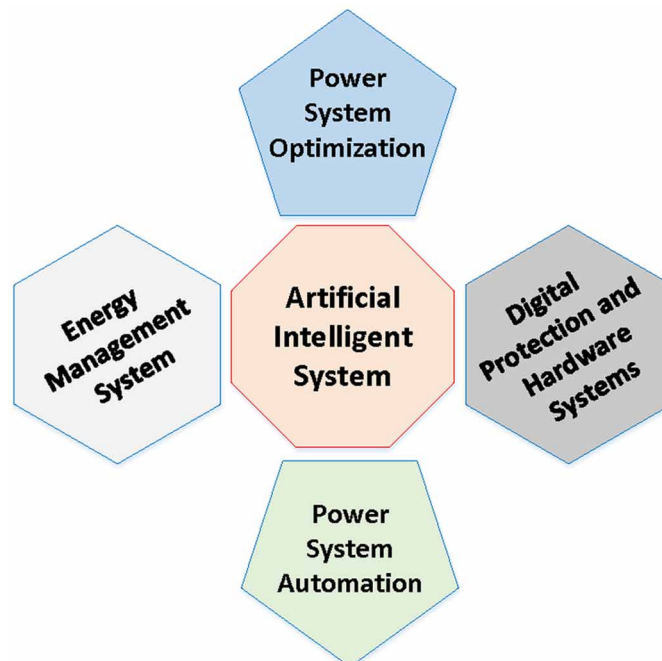 Power
System
Optimization
Energy
Management
System
Artificial
Intelligent
System
Digital
Protection and
Hardware
Systems
Power
System
Automation